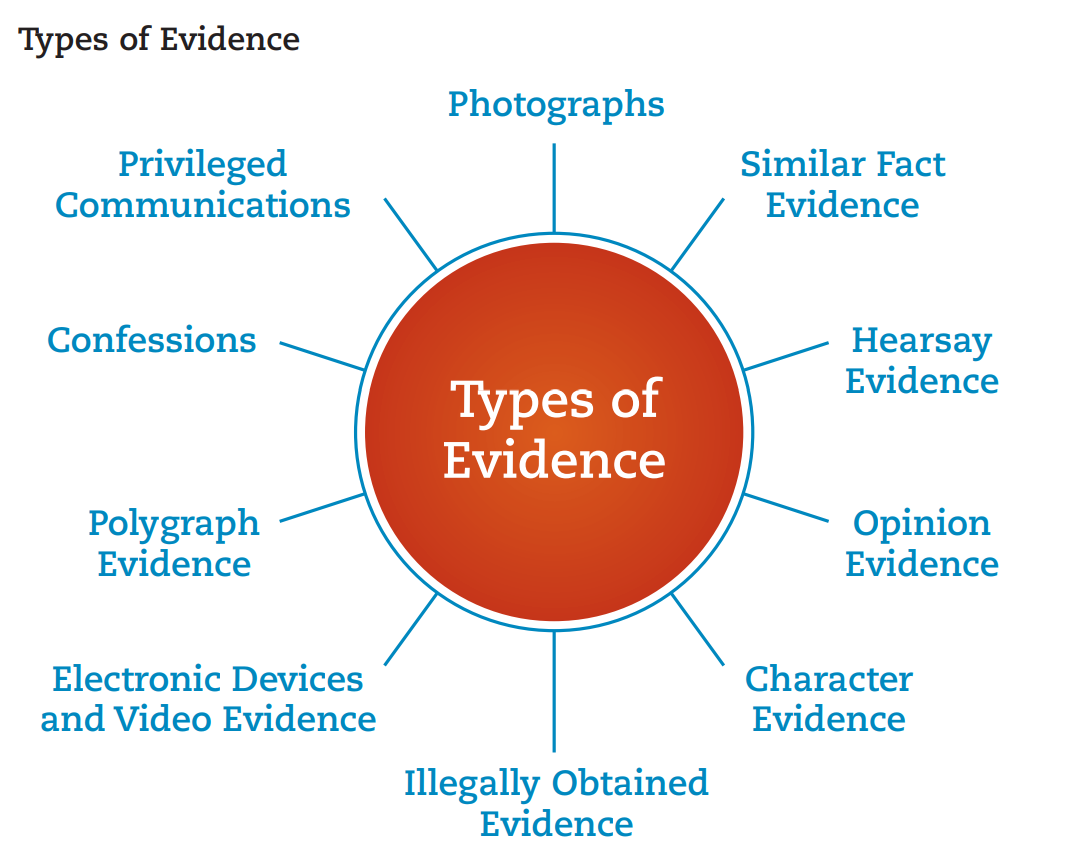 Types of Evidence
Photographs
Privileged
Communications
Similar Fact
Evidence
Confessions
Hearsay
Evidence
Types of
Evidence
Polygraph
Evidence
Opinion
Evidence
Electronic Devices
and Video Evidence
Character
Evidence
Illegally Obtained
Evidence